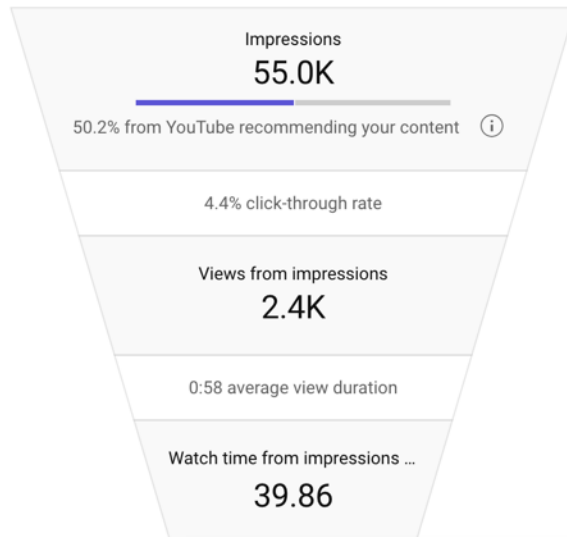 Impressions
55.0K
50.2% from YouTube recommending your content
4.4% click-through rate
Views from impressions
2.4K
0:58 average view duration
Watch time from impressions ...
39.86